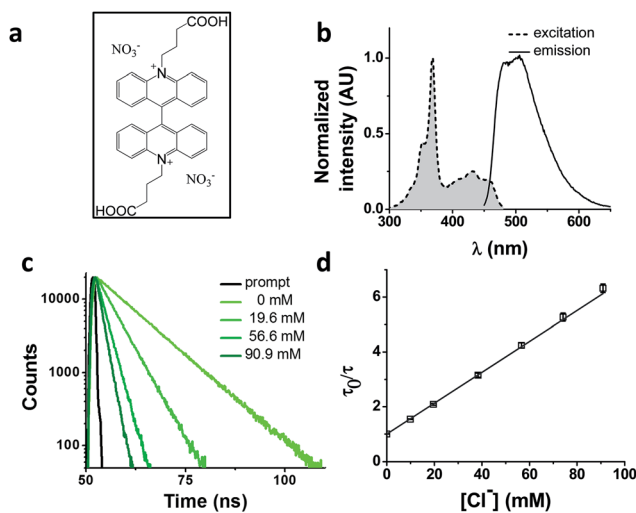 a
COOH
NO₃⁻
N⁺
N⁺
NO₃⁻
HOOC
b
excitation
emission
Normalized
intensity (AU)
1.0
0.5
0.0
300 400 500 600
λ (nm)
c
prompt
0 mM
19.6 mM
56.6 mM
90.9 mM
Counts
10000
1000
100
50 75 100
Time (ns)
d
τ₀/τ
6
4
2
0
0 20 40 60 80 100
[Cl⁻] (mM)